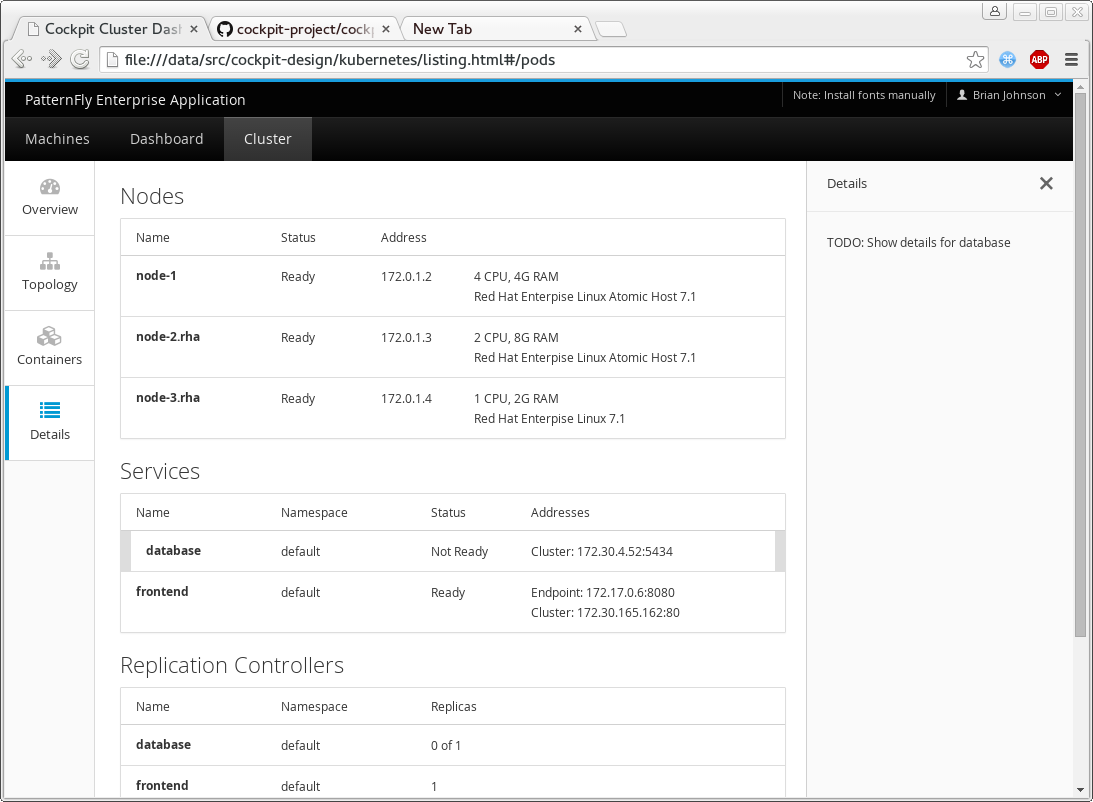 Cockpit Cluster Das
cockpit-project/cockp
New Tab
file:///data/src/cockpit-design/kubernetes/listing.html#/pods
ABP
PatternFly Enterprise Application
Note: Install fonts manually
Brian Johnson
Machines
Dashboard
Cluster
Overview
Topology
Containers
Details
Nodes
Name Status Address
node-1 Ready 172.0.1.2 4 CPU, 4G RAM
Red Hat Enterpise Linux Atomic Host 7.1
node-2.rha Ready 172.0.1.3 2 CPU, 8G RAM
Red Hat Enterpise Linux Atomic Host 7.1
node-3.rha Ready 172.0.1.4 1 CPU, 2G RAM
Red Hat Enterpise Linux 7.1
Services
Name Namespace Status Addresses
database default Not Ready Cluster: 172.30.4.52:5434
frontend default Ready Endpoint: 172.17.0.6:8080
Cluster: 172.30.165.162:80
Replication Controllers
Name Namespace Replicas
database default 0 of 1
frontend default 1
Details
TODO: Show details for database